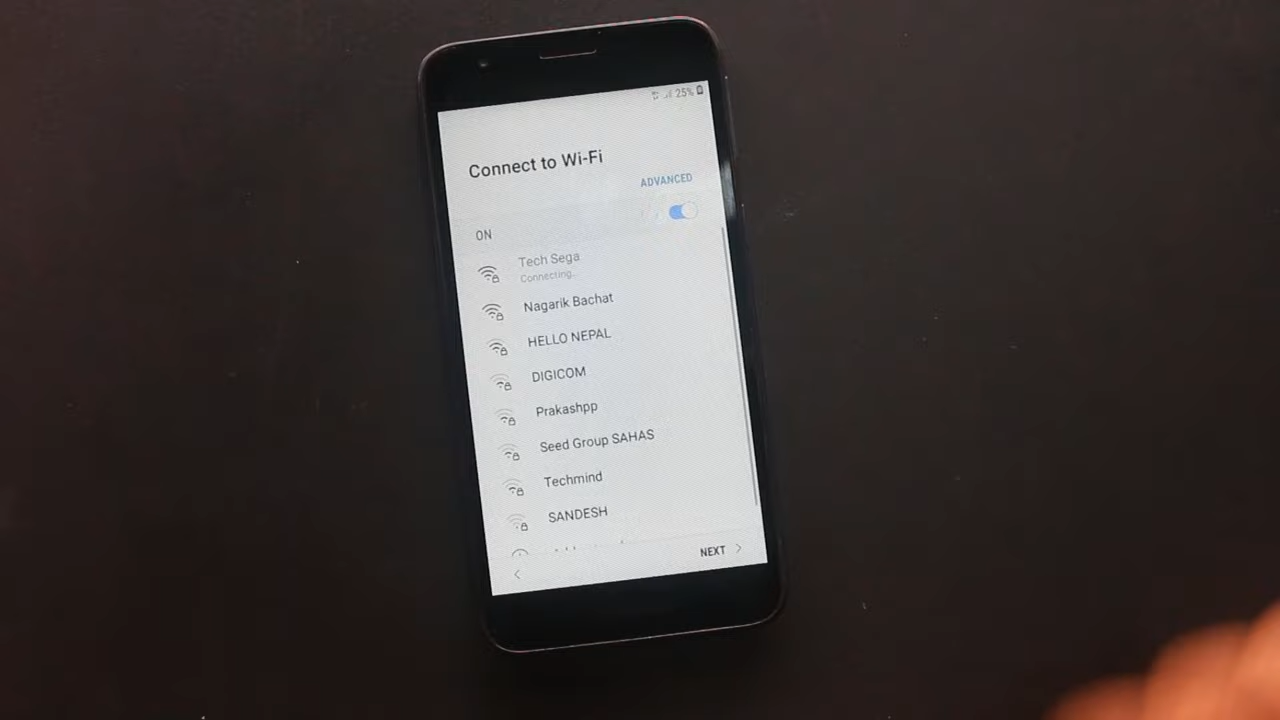 25%
Connect to Wi-Fi
ADVANCED
ON
Tech Sega
Connecting...
Nagarik Bachat
HELLO NEPAL
DIGICOM
Prakashpp
Seed Group SAHAS
Techmind
SANDESH
NEXT